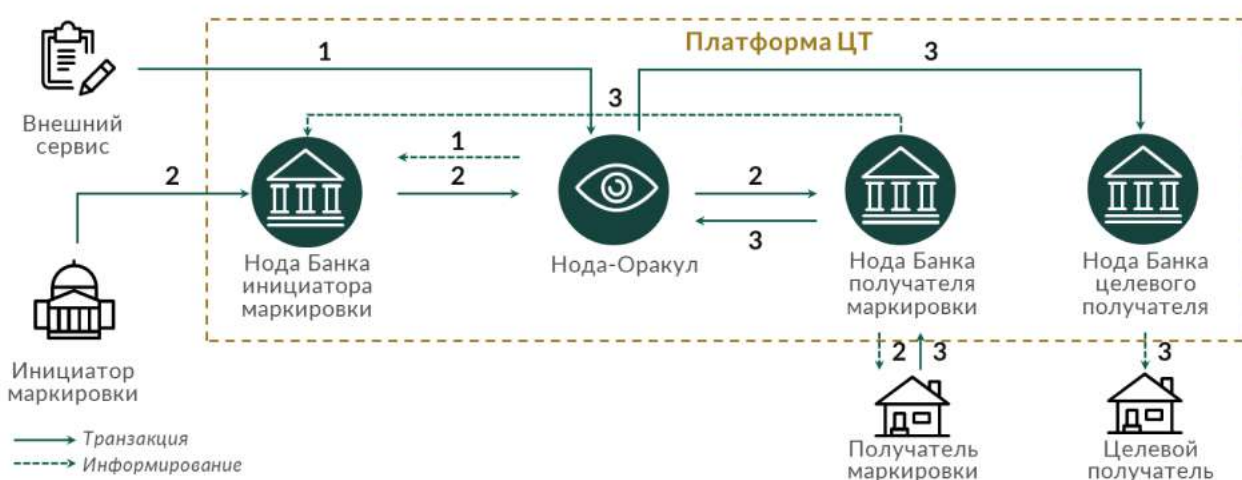 Платформа ЦТ
1
3
3
Внешний
сервис
1
2
2
2
3
Нода Банка
инициатора
маркировки
Нода-Оракул
Нода Банка
получателя
маркировки
Нода Банка
целевого
получателя
2
3
3
Инициатор
маркировки
Транзакция
Информирование
Получатель
маркировки
Целевой
получатель